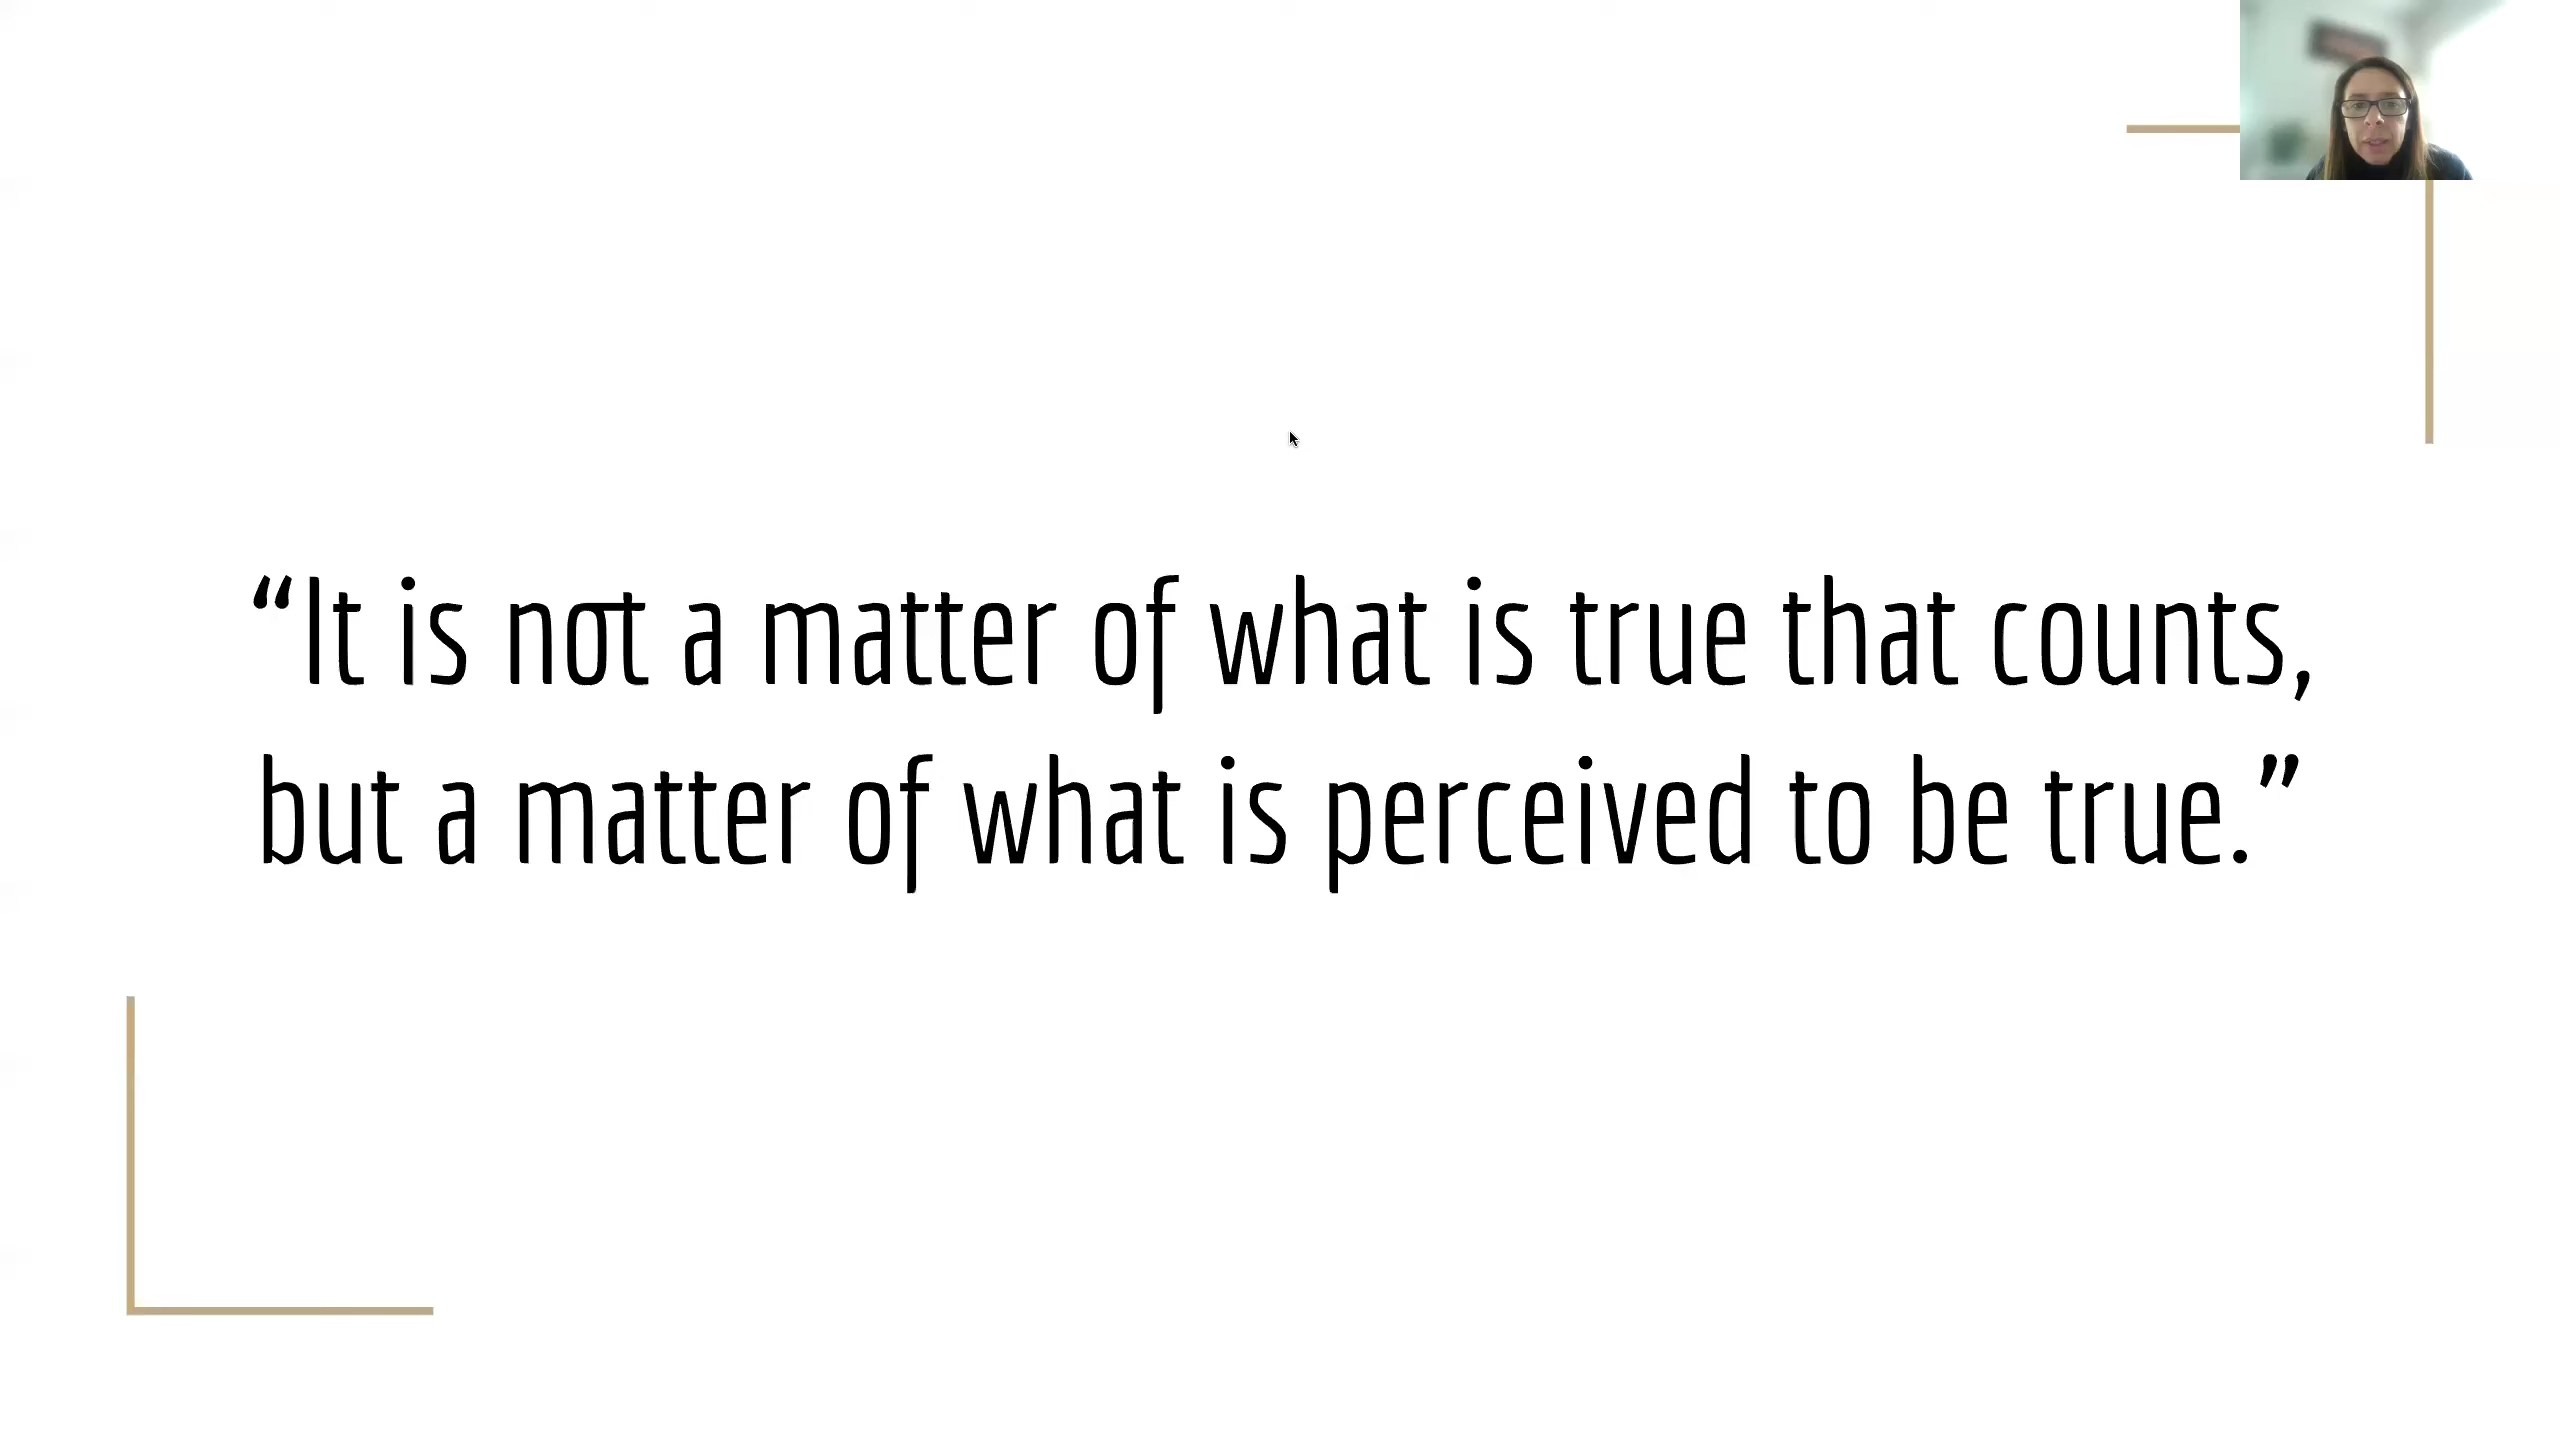 “It is not a matter of what is true that counts,
but a matter of what is perceived to be true.”